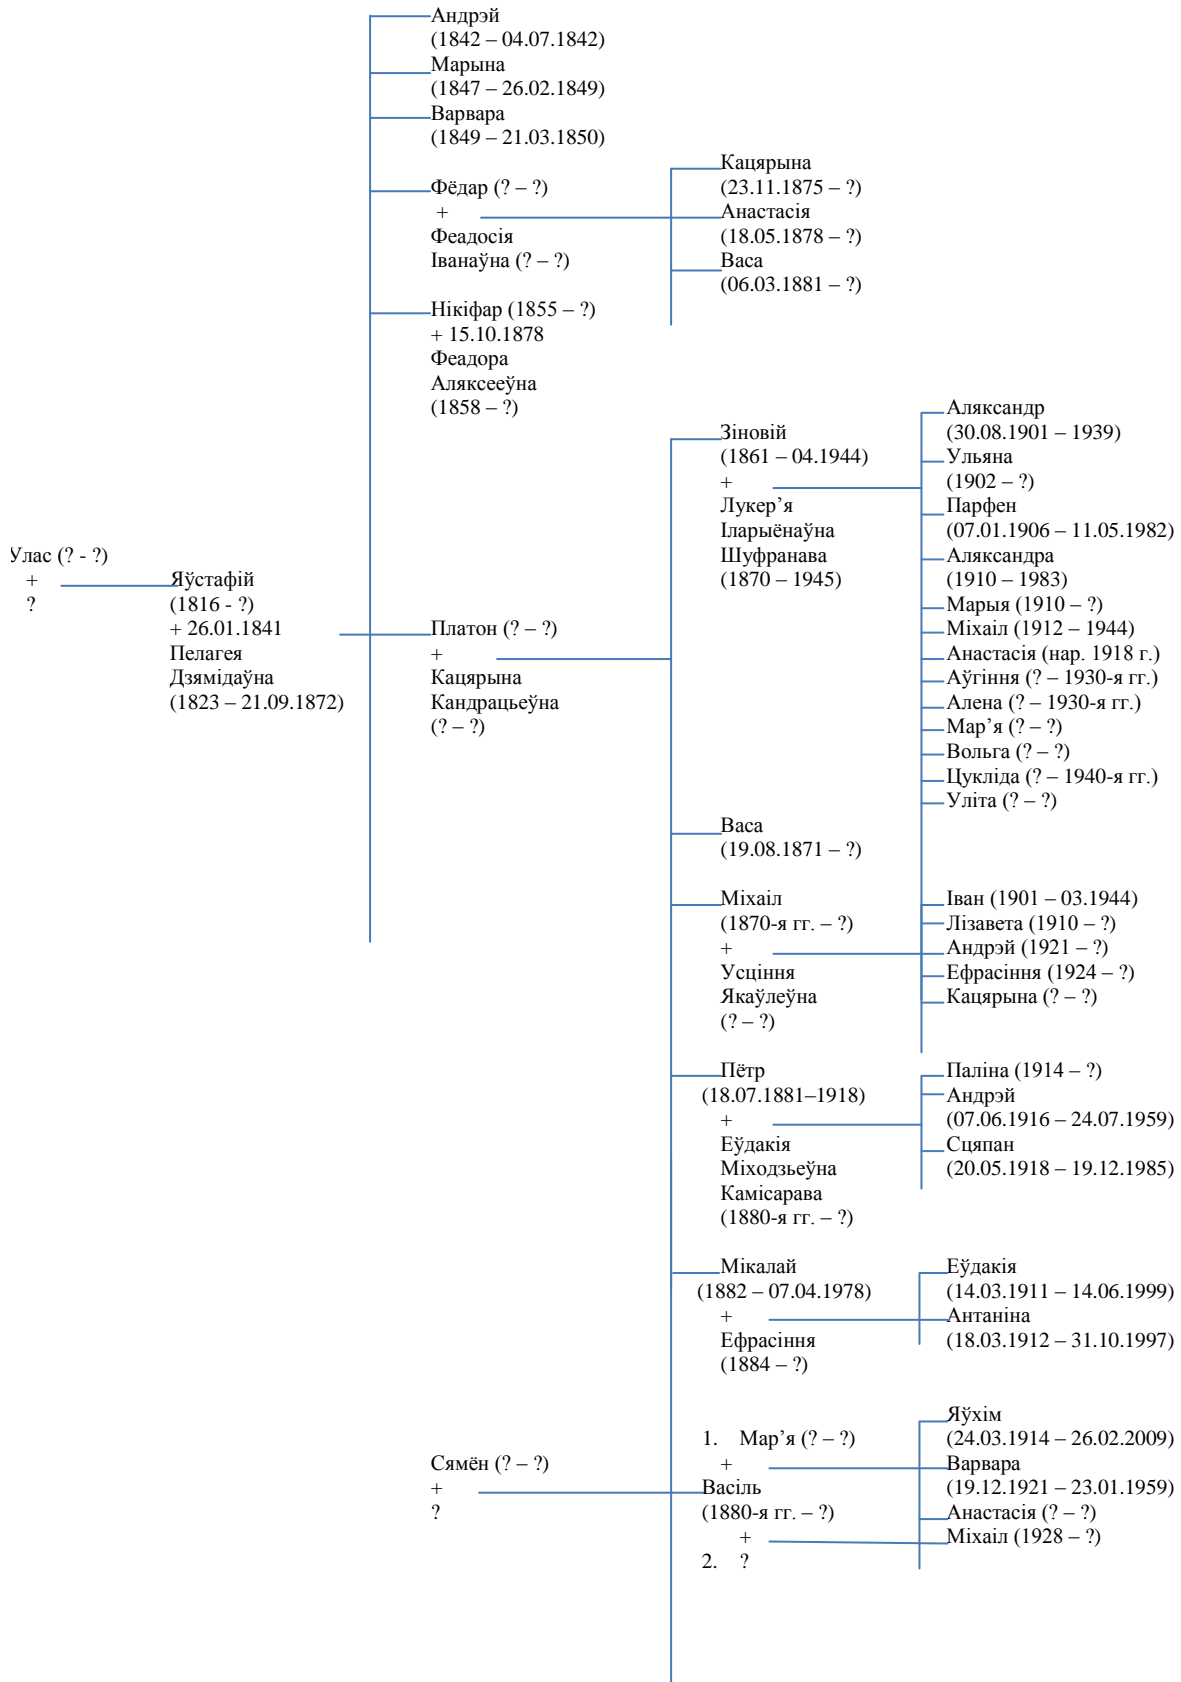 Андрэй
(1842 – 04.07.1842)
Марына
(1847 – 26.02.1849)
Варвара
(1849 – 21.03.1850)
Фёдар (? – ?)
+
Феадосія
Іванаўна (? – ?)
Кацярына
(23.11.1875 – ?)
Анастасія
(18.05.1878 – ?)
Васа
(06.03.1881 – ?)
Нікіфар (1855 – ?)
+ 15.10.1878
Феадора
Аляксееўна
(1858 – ?)
Улас (? - ?)
+
?
Яўстафій
(1816 - ?)
+ 26.01.1841
Пелагея
Дзямідаўна
(1823 – 21.09.1872)
Платон (? – ?)
+
Кацярына
Кандрацьеўна
(? – ?)
Зіновій
(1861 – 04.1944)
+
Лукер’я
Іларыёнаўна
Шуфранава
(1870 – 1945)
Аляксандр
(30.08.1901 – 1939)
Ульяна
(1902 – ?)
Парфен
(07.01.1906 – 11.05.1982)
Аляксандра
(1910 – 1983)
Марыя (1910 – ?)
Міхаіл (1912 – 1944)
Анастасія (нар. 1918 г.)
Аўгіння (? – 1930-я гг.)
Алена (? – 1930-я гг.)
Мар’я (? – ?)
Вольга (? – ?)
Цукліда (? – 1940-я гг.)
Уліта (? – ?)
Васа
(19.08.1871 – ?)
Міхаіл
(1870-я гг. – ?)
+
Усціння
Якаўлеўна
(? – ?)
Іван (1901 – 03.1944)
Лізавета (1910 – ?)
Андрэй (1921 – ?)
Ефрасіння (1924 – ?)
Кацярына (? – ?)
Пётр
(18.07.1881–1918)
+
Еўдакія
Міходзьеўна
Камісарава
(1880-я гг. – ?)
Паліна (1914 – ?)
Андрэй
(07.06.1916 – 24.07.1959)
Сцяпан
(20.05.1918 – 19.12.1985)
Мікалай
(1882 – 07.04.1978)
+
Ефрасіння
(1884 – ?)
Еўдакія
(14.03.1911 – 14.06.1999)
Антаніна
(18.03.1912 – 31.10.1997)
Сямён (? – ?)
+
?
1. Мар’я (? – ?)
+
Васіль
(1880-я гг. – ?)
+
2. ?
Яўхім
(24.03.1914 – 26.02.2009)
Варвара
(19.12.1921 – 23.01.1959)
Анастасія (? – ?)
Міхаіл (1928 – ?)